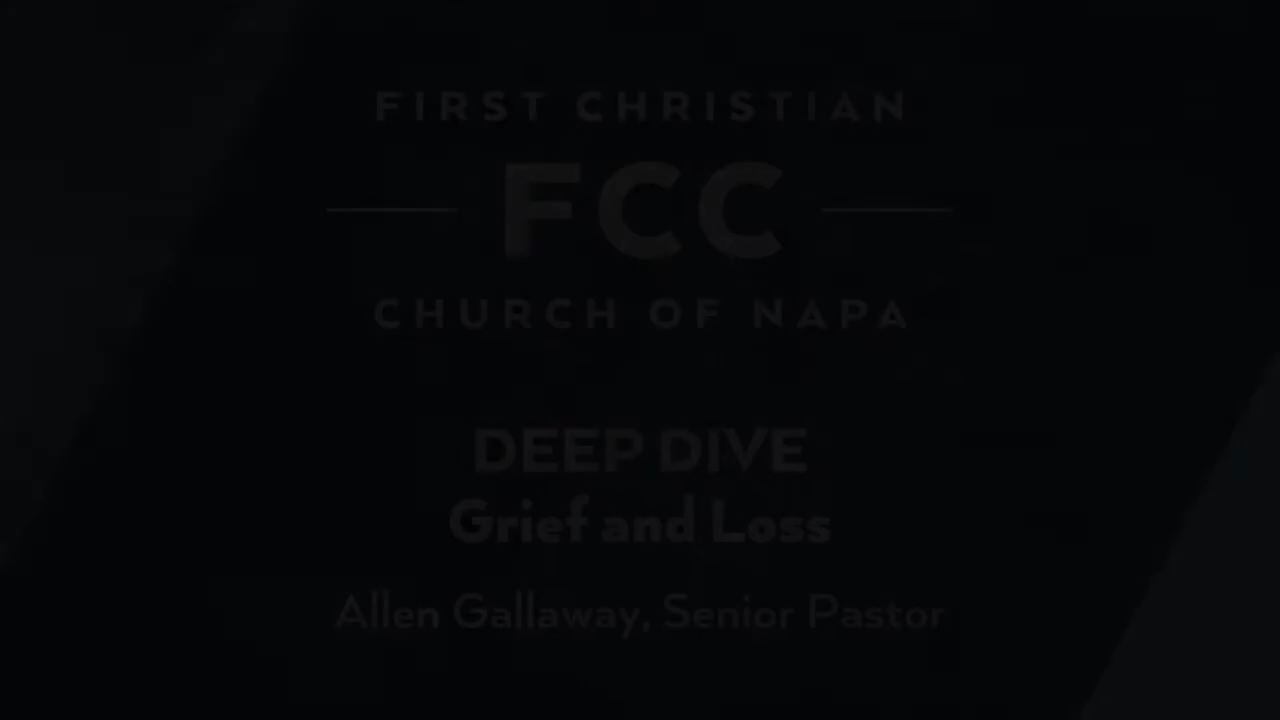 FIRST CHRISTIAN
FCC
CHURCH OF NAPA
DEEP DIVE
Grief and Loss
Allen Gallaway, Senior Pastor